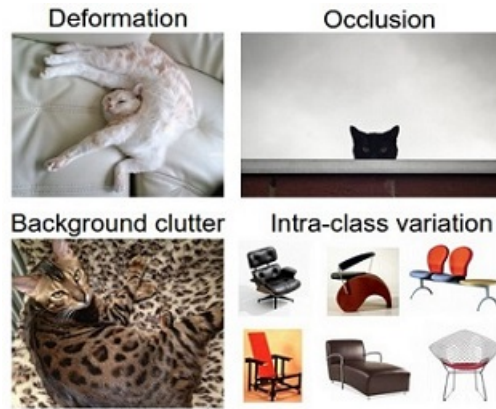 Deformation
Occlusion
Background clutter
Intra-class variation